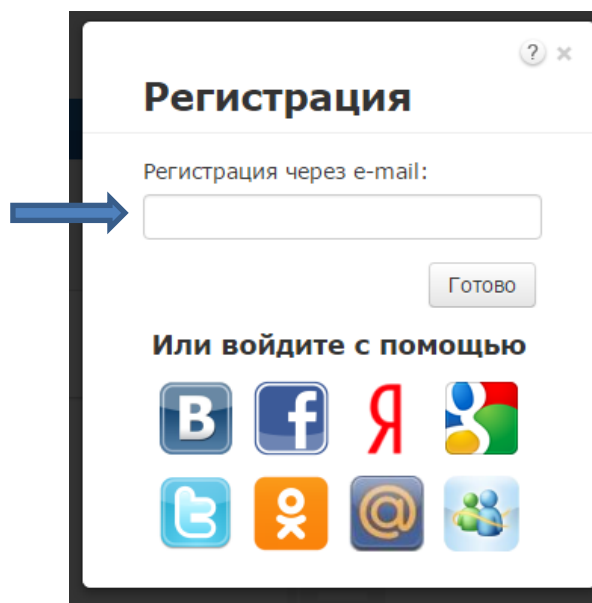 ?
Регистрация
Регистрация через e-mail:
Готово
Или войдите с помощью
В f Я g
t @